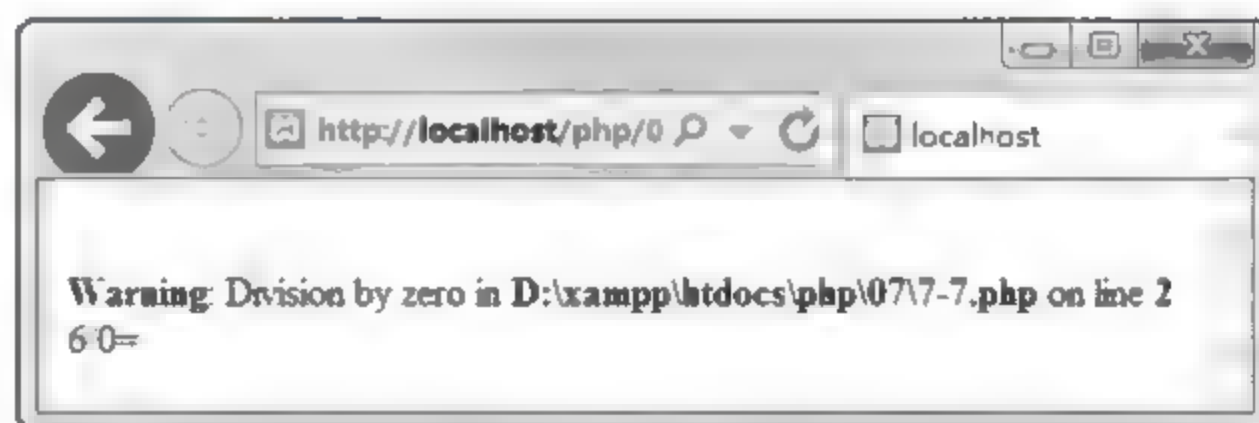 http://localhost/php/0
localhost
Warning: Division by zero in D:\xampp\htdocs\php\07\7-7.php on line 2
6/0=